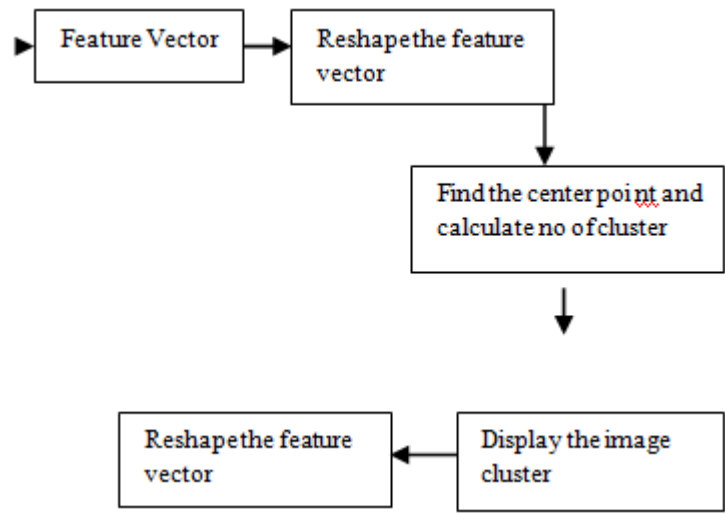 Feature Vector
Reshape the feature
vector
Find the center point and
calculate no of cluster
Display the image
cluster
Reshape the feature
vector